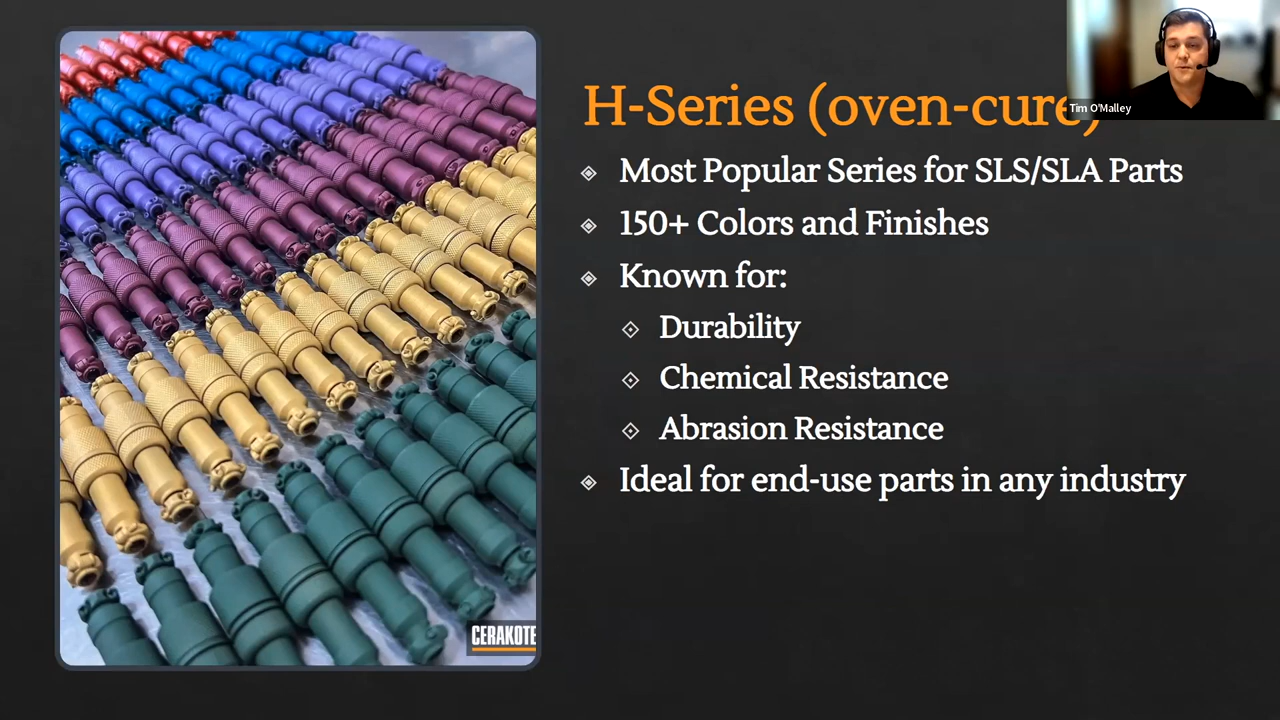 H-Series (oven-cure)
Tim O'Malley
Most Popular Series for SLS/SLA Parts
150+ Colors and Finishes
Known for:
Durability
Chemical Resistance
Abrasion Resistance
Ideal for end-use parts in any industry
CERAKOTE